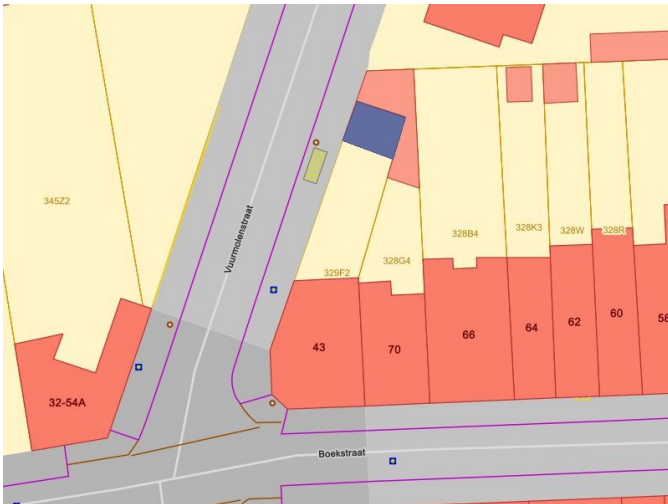 345Z2
Vuurmolenstraat
329F2
328G4
328B4
328K3
328W
328R
43
70
66
64
62
60
58
32-54A
Boekstraat